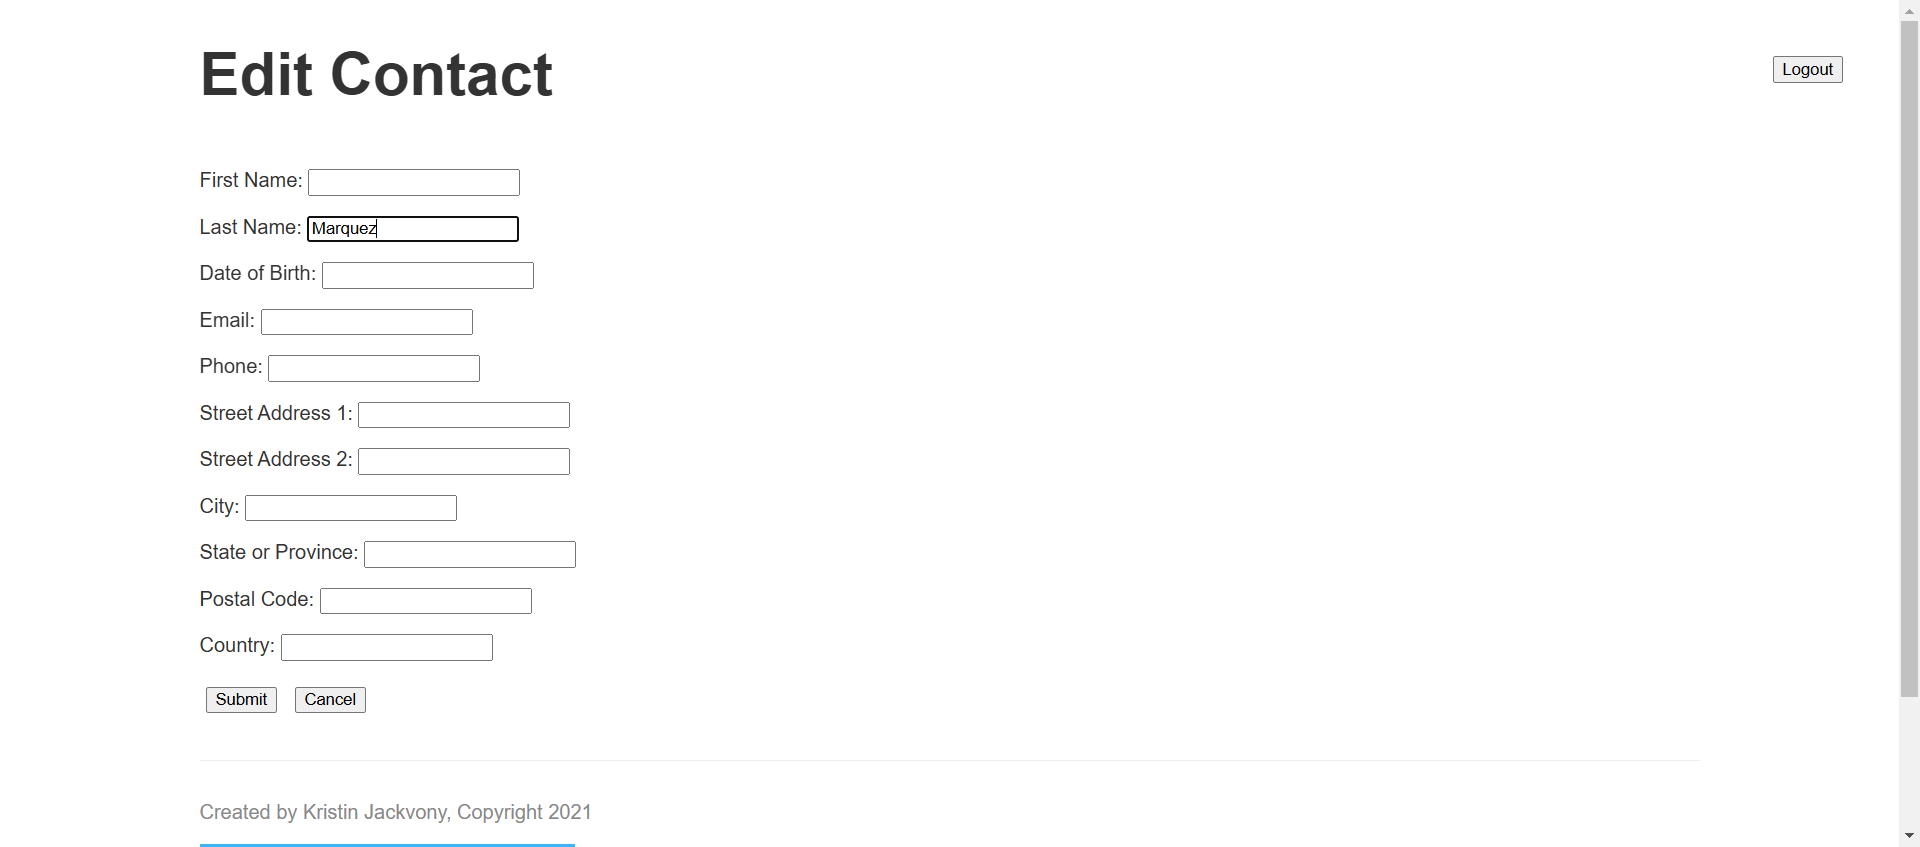 Edit Contact
Logout
First Name:
Last Name: Marquez
Date of Birth:
Email:
Phone:
Street Address 1:
Street Address 2:
City:
State or Province:
Postal Code:
Country:
Submit Cancel
Created by Kristin Jackvony, Copyright 2021